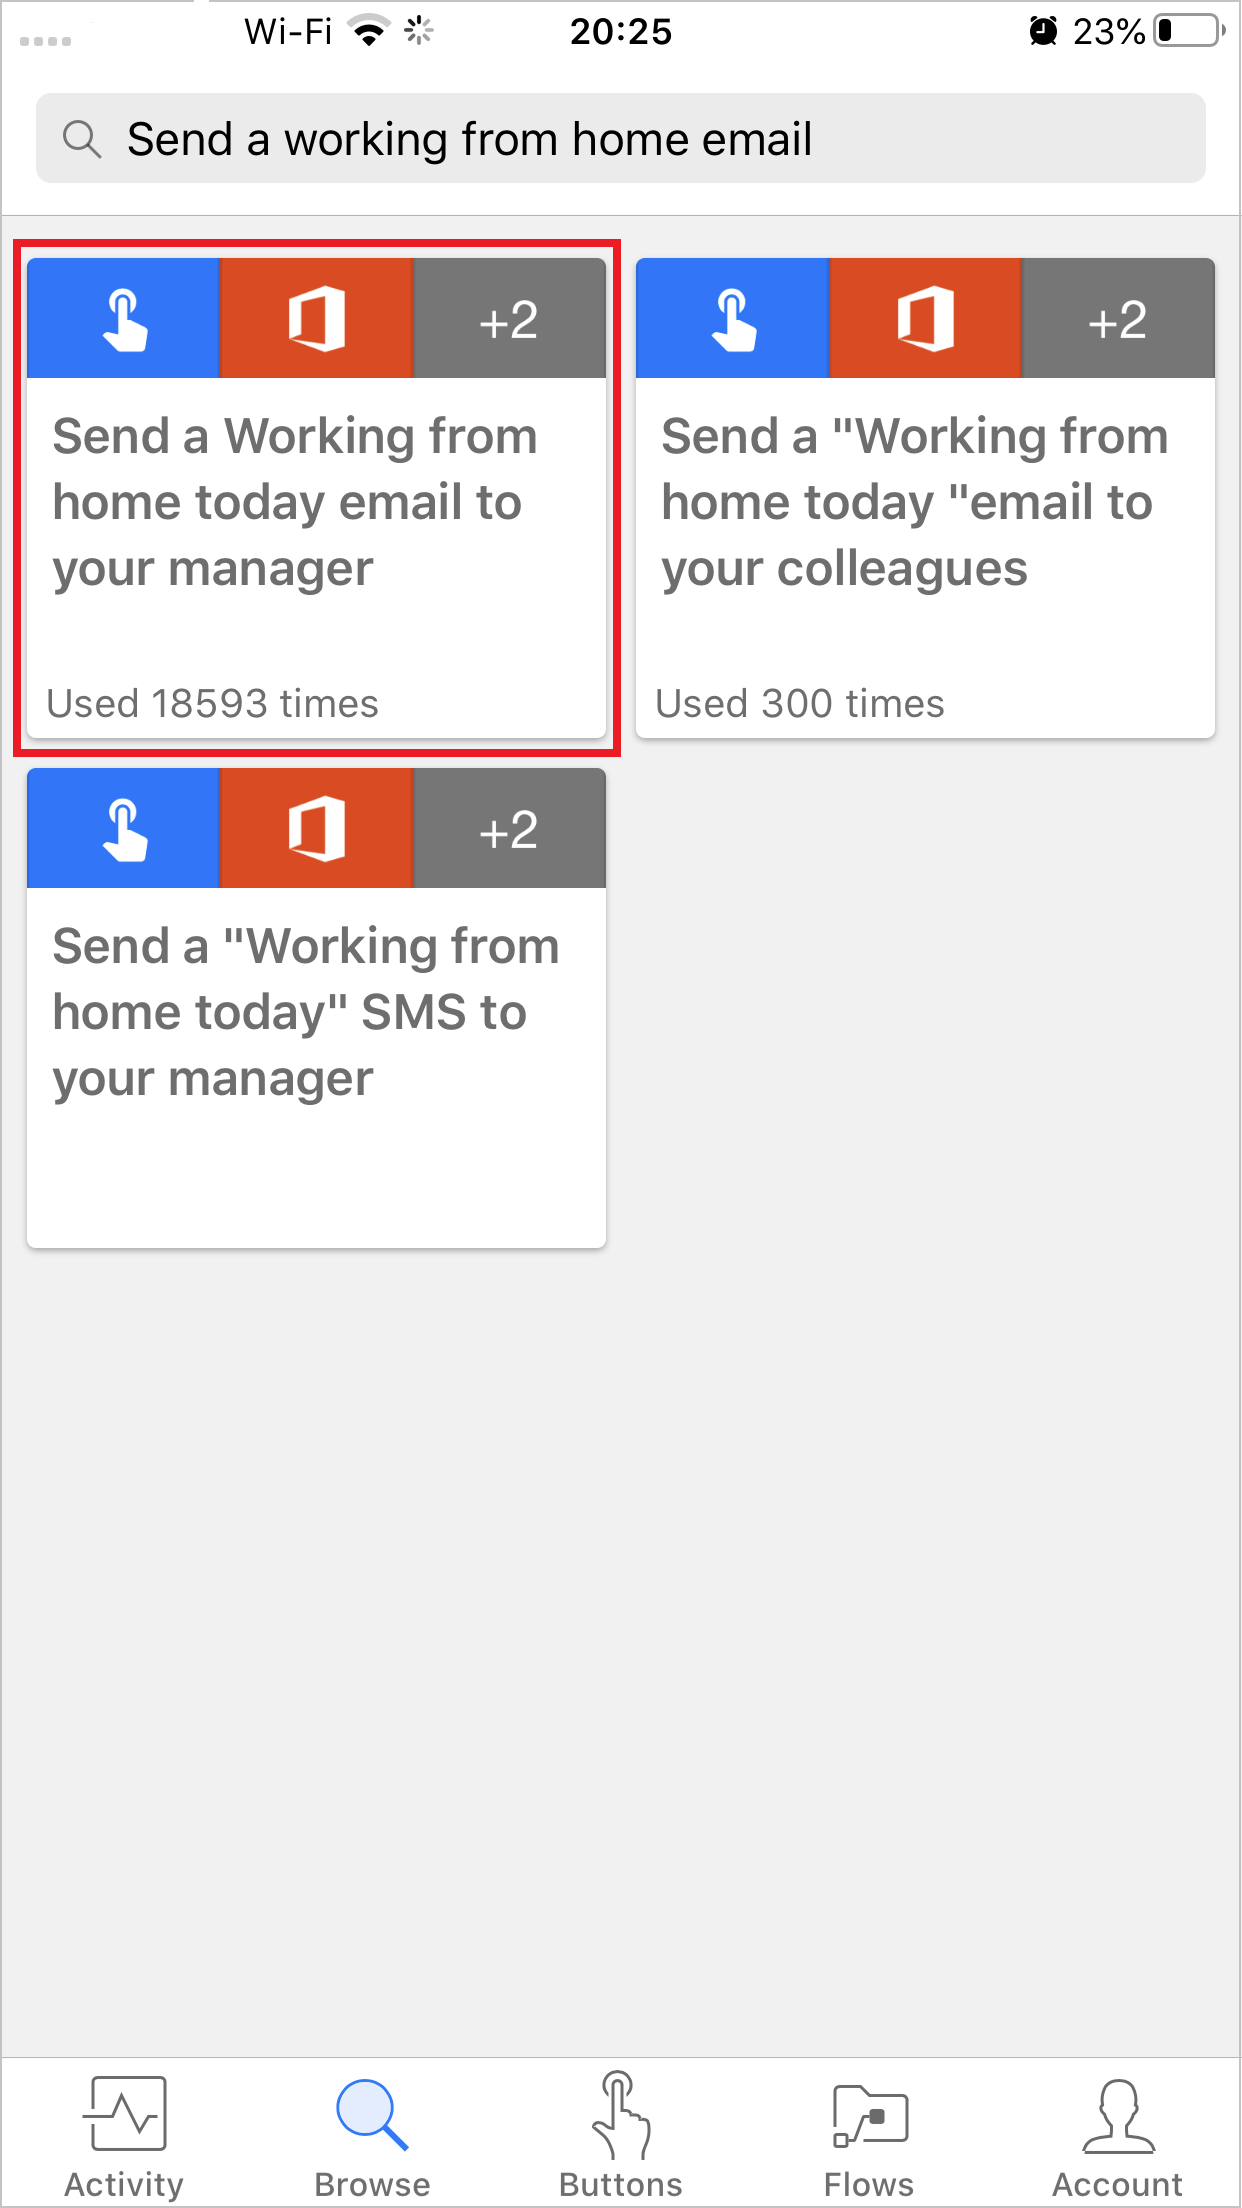 Wi-Fi 20:25 23%
Send a working from home email
+2
Send a Working from
home today email to
your manager
Used 18593 times
+2
Send a "Working from
home today "email to
your colleagues
Used 300 times
+2
Send a "Working from
home today" SMS to
your manager
Activity Browse Buttons Flows Account